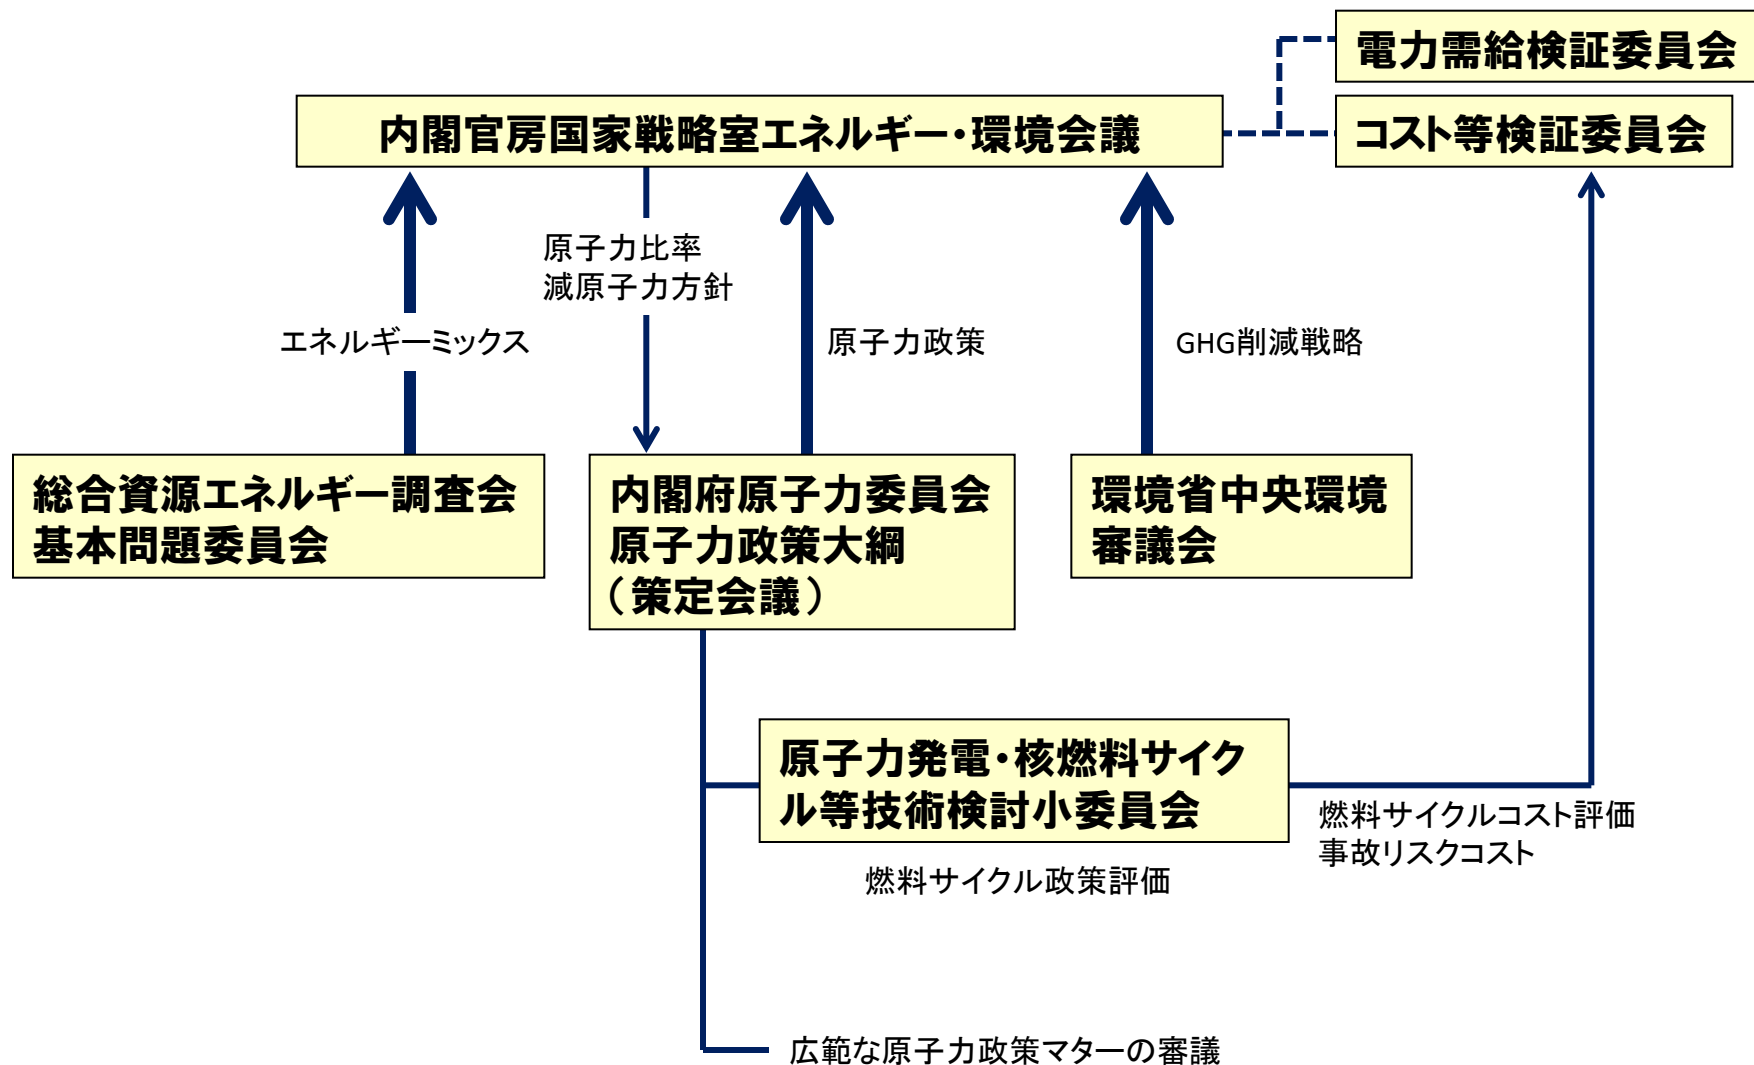 電力需給検証委員会
内閣官房国家戦略室エネルギー・環境会議
コスト等検証委員会
原子力比率
減原子力方針
エネルギーミックス
原子力政策
GHG削減戦略
総合資源エネルギー調査会
基本問題委員会
内閣府原子力委員会
原子力政策大綱
（策定会議）
環境省中央環境
審議会
原子力発電・核燃料サイク
ル等技術検討小委員会
燃料サイクルコスト評価
事故リスクコスト
燃料サイクル政策評価
広範な原子力政策マターの審議